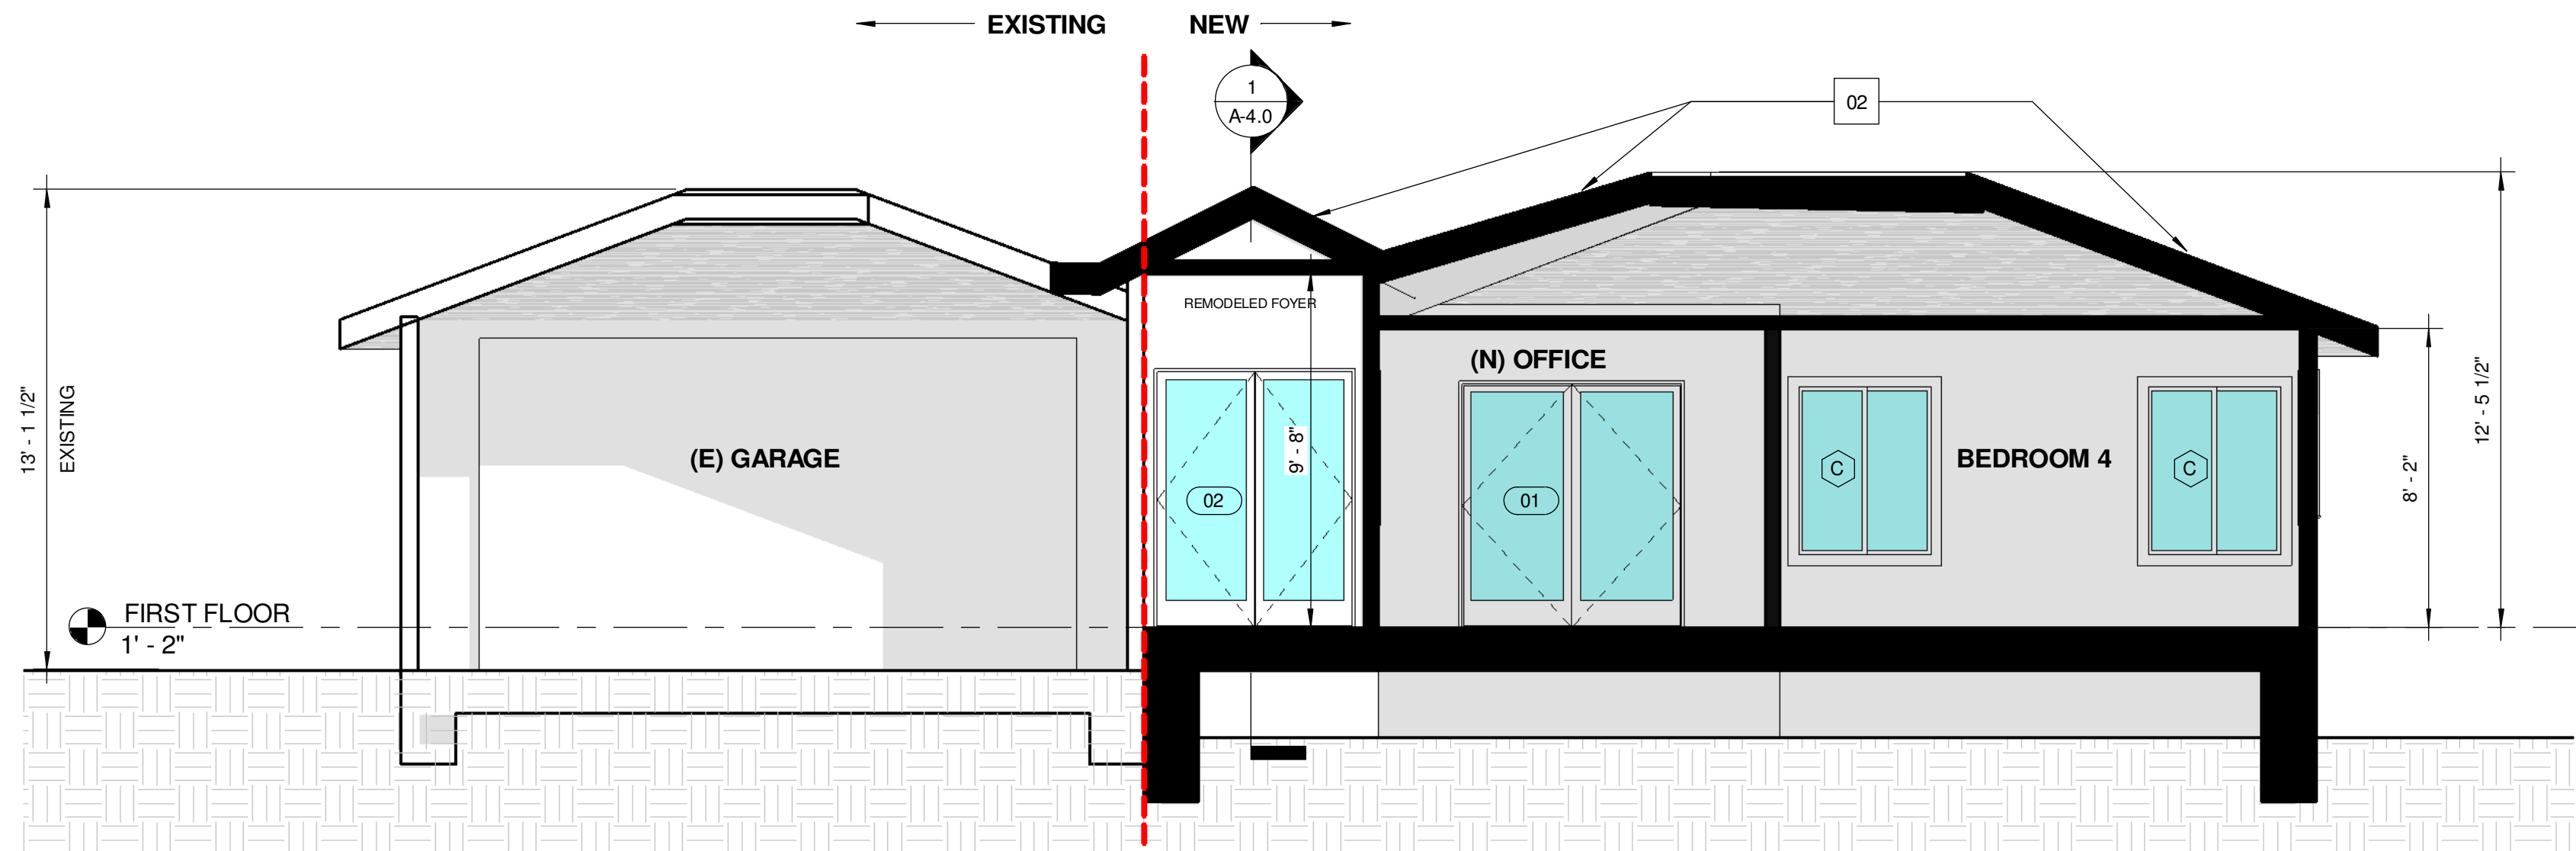 EXISTING NEW
1
A-4.0
02
REMODELED FOYER
(N) OFFICE
13' - 1 1/2"
EXISTING
(E) GARAGE
9' - 8"
BEDROOM 4
C
C
02
01
8' - 2"
12' - 5 1/2"
FIRST FLOOR
1' - 2"